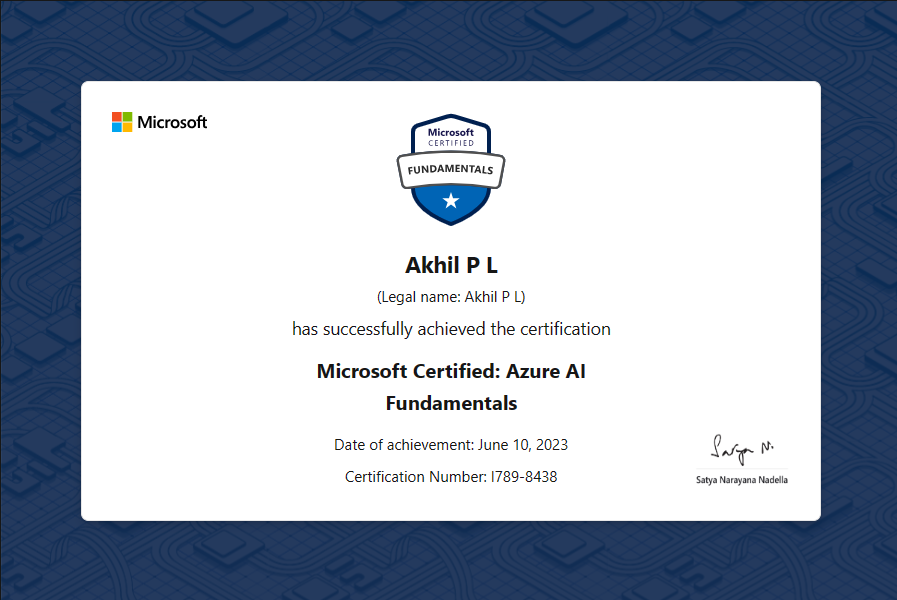 Microsoft
Microsoft
CERTIFIED
FUNDAMENTALS
Akhil P L
(Legal name: Akhil P L)
has successfully achieved the certification
Microsoft Certified: Azure AI
Fundamentals
Date of achievement: June 10, 2023
Certification Number: I789-8438
Satya N.
Satya Narayana Nadella